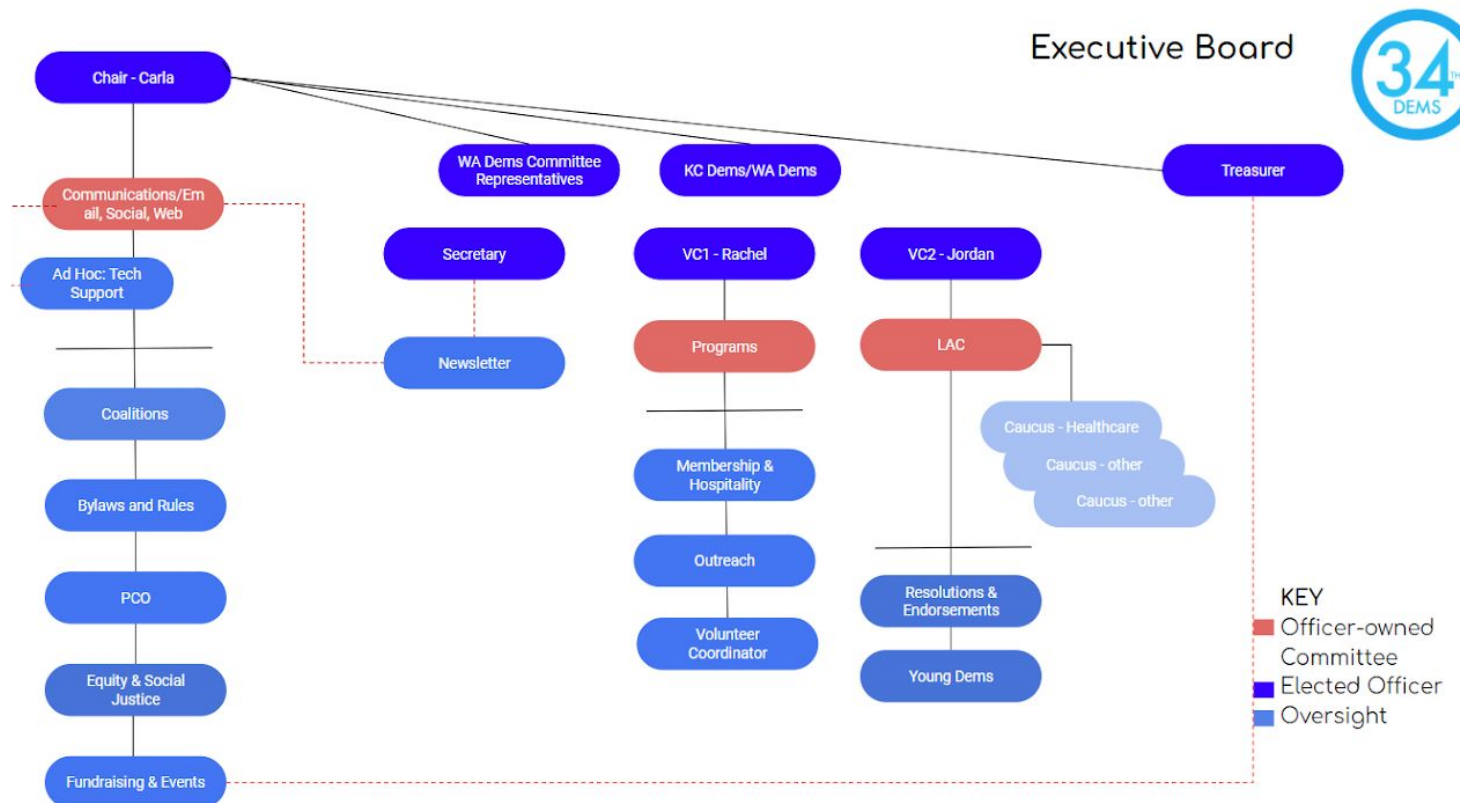 Executive Board
34TH
DEMS
Chair - Carla
WA Dems Committee
Representatives
KC Dems/WA Dems
Treasurer
Communications/Em
ail, Social, Web
Secretary
VC1 - Rachel
VC2 - Jordan
Ad Hoc: Tech
Support
Newsletter
Programs
LAC
Coalitions
Caucus - Healthcare
Caucus - other
Caucus - other
Membership &
Hospitality
Bylaws and Rules
Outreach
PCO
Resolutions &
Endorsements
Volunteer
Coordinator
Equity & Social
Justice
Young Dems
Fundraising & Events
KEY
Officer-owned
Committee
Elected Officer
Oversight